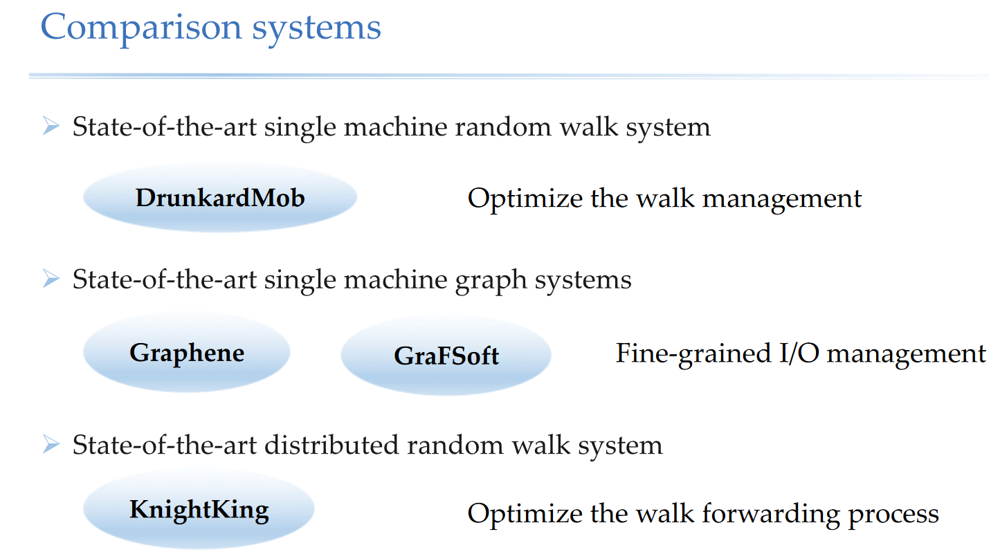 Comparison systems
State-of-the-art single machine random walk system
DrunkardMob Optimize the walk management
State-of-the-art single machine graph systems
Graphene GraFSoft Fine-grained I/O management
State-of-the-art distributed random walk system
KnightKing Optimize the walk forwarding process